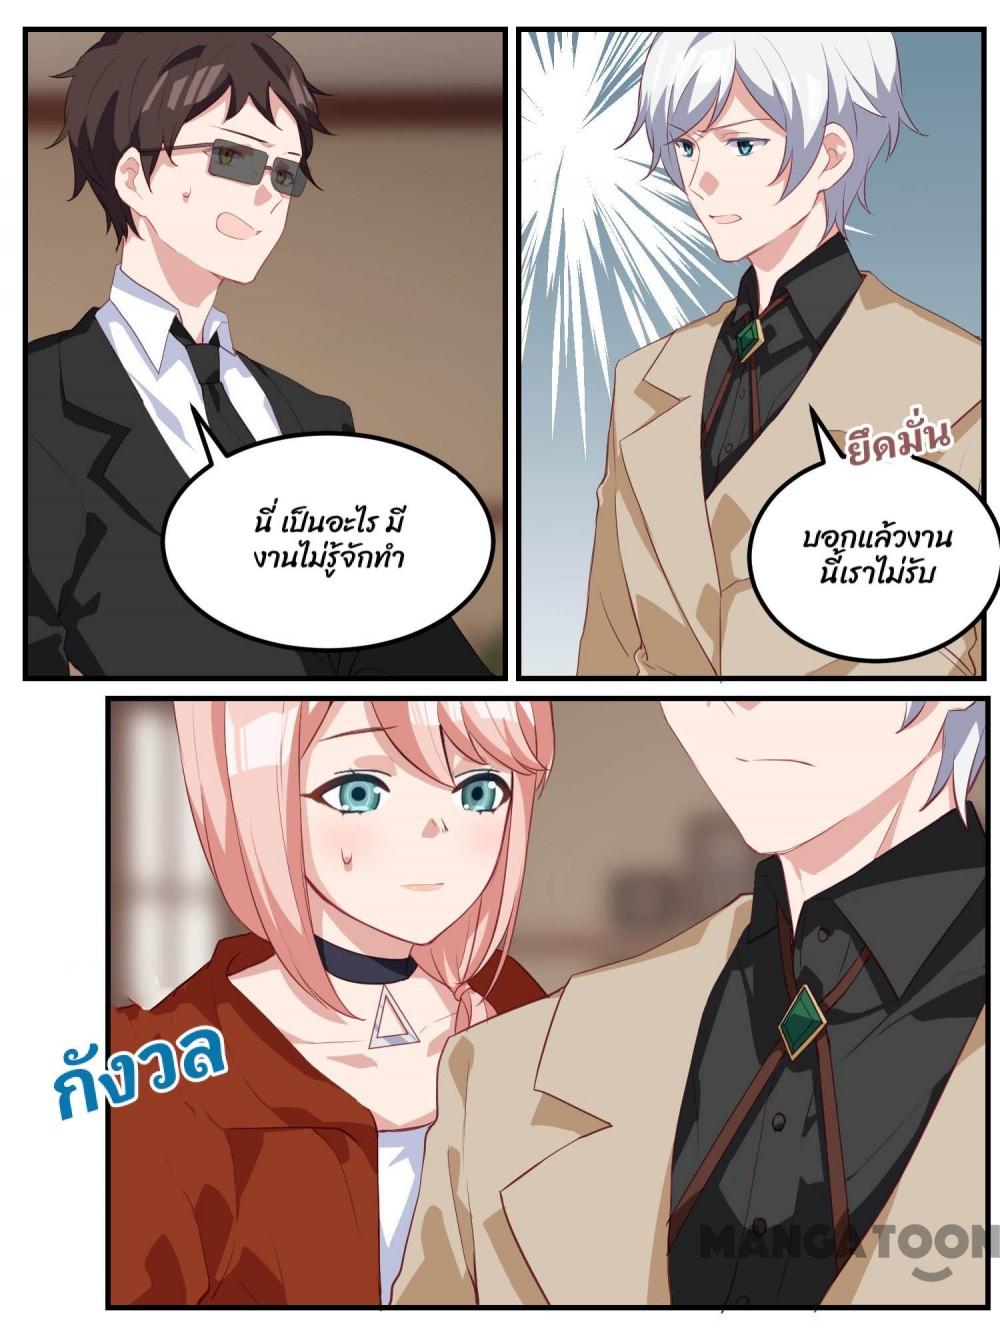 นี่ เป็นอะไร มี
งานไม่รู้จักทำ
ยึดมั่น
บอกแล้วงาน
นี้เราไม่รับ
กังวล
MANGATOON